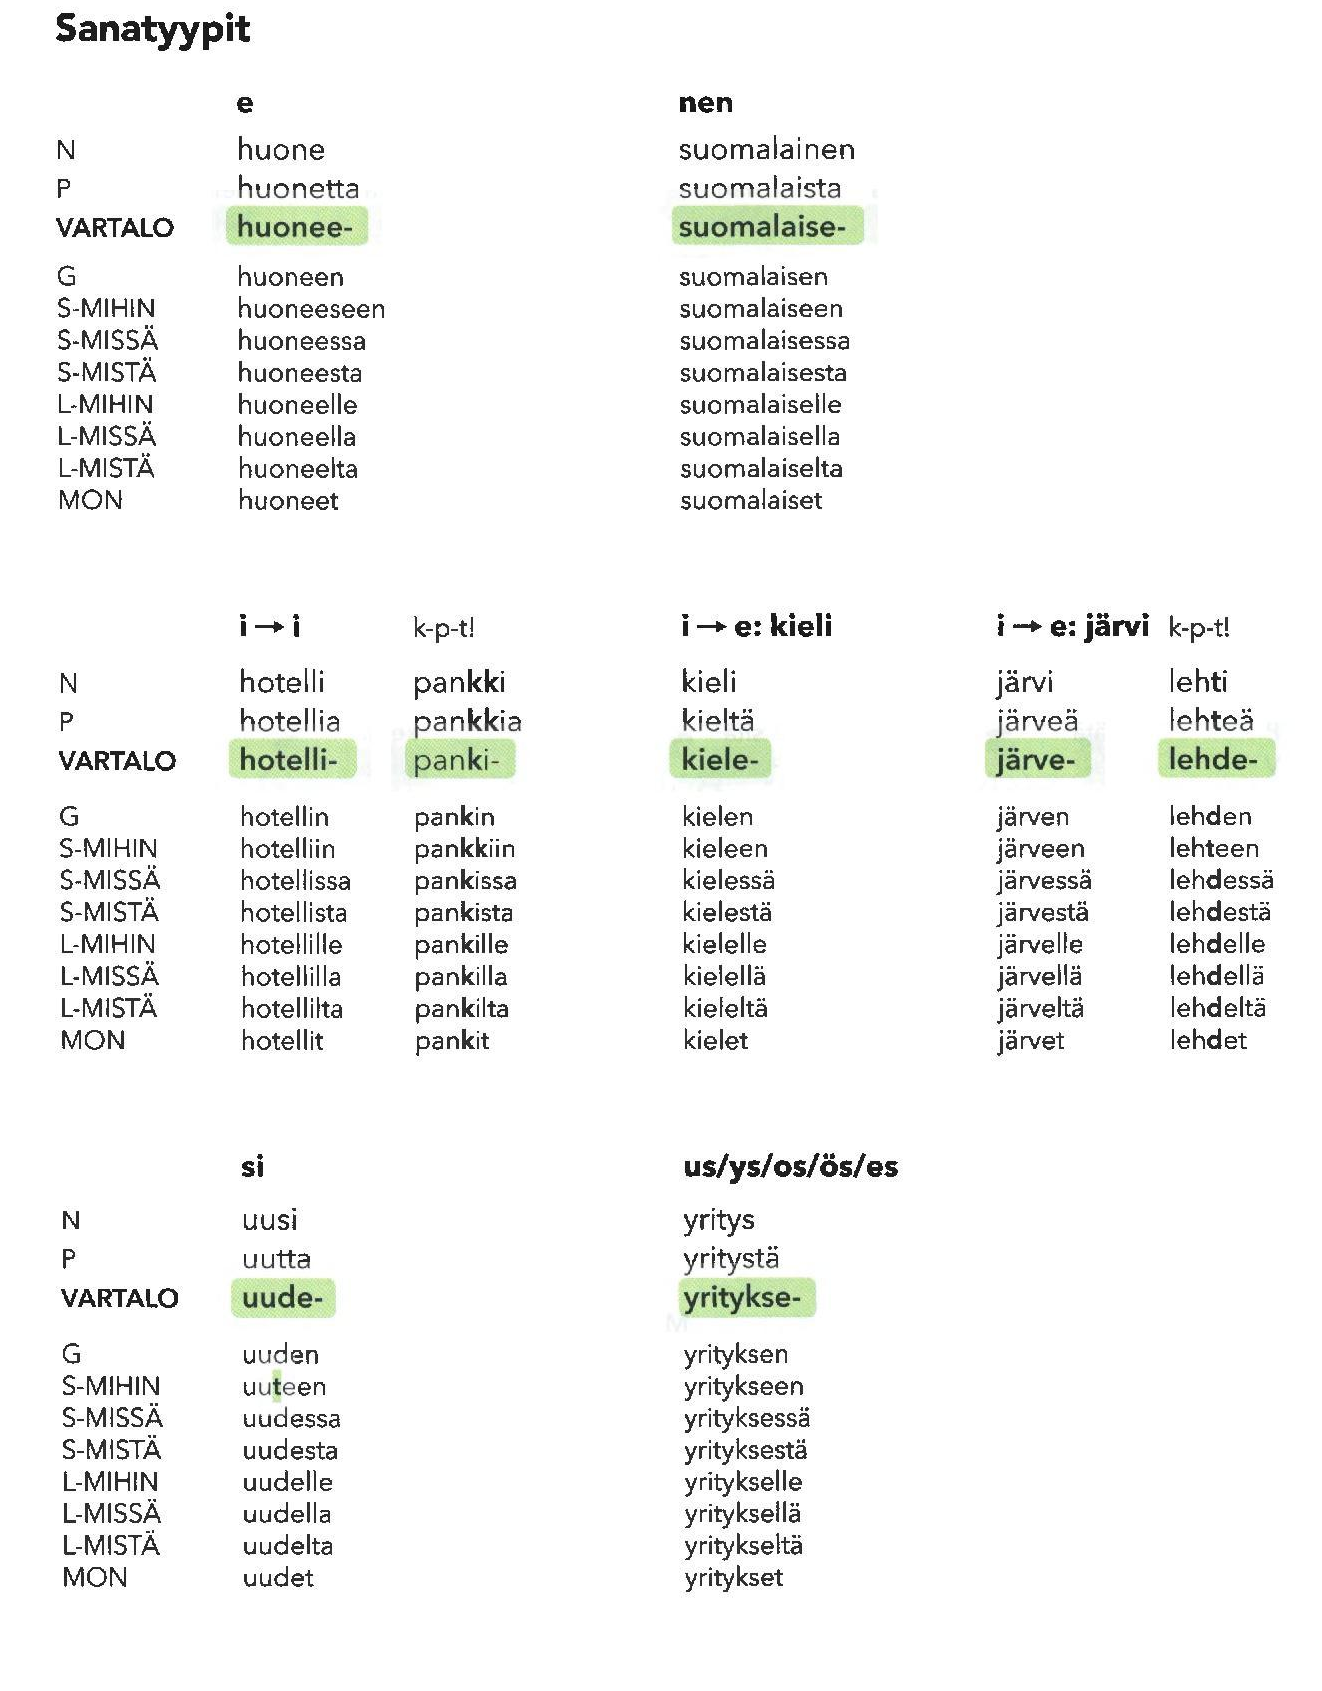 Sanatyypit
e nen
N huone suomalainen
P huonetta suomalaista
VARTALO huonee- suomalaise-
G huoneen suomalaisen
S-MIHIN huoneeseen suomalaiseen
S-MISSÄ huoneessa suomalaisessa
S-MISTÄ huoneesta suomalaisesta
L-MIHIN huoneelle suomalaiselle
L-MISSÄ huoneella suomalaisella
L-MISTÄ huoneelta suomalaiselta
MON huoneet suomalaiset
i → i k-p-t! i → e: kieli i → e: järvi k-p-t!
N hotelli pankki kieli järvi lehti
P hotellia pankkia kieltä järveä lehteä
VARTALO hotelli- panki- kiele- järve- lehde-
G hotellin pankin kielen järven lehden
S-MIHIN hotelliin pankkiin kieleen järveen lehteen
S-MISSÄ hotellissa pankissa kielessä järvessä lehdessä
S-MISTÄ hotellista pankista kielestä järvestä lehdestä
L-MIHIN hotellille pankille kielelle järvelle lehdelle
L-MISSÄ hotellilla pankilla kielellä järvellä lehdellä
L-MISTÄ hotellilta pankilta kieleltä järveltä lehdeltä
MON hotellit pankit kielet järvet lehdet
si us/ys/os/ös/es
N uusi yritys
P uutta yritystä
VARTALO uude- yritykse-
G uuden yrityksen
S-MIHIN uuteen yritykseen
S-MISSÄ uudessa yrityksessä
S-MISTÄ uudesta yrityksestä
L-MIHIN uudelle yritykselle
L-MISSÄ uudella yrityksellä
L-MISTÄ uudelta yritykseltä
MON uudet yritykset